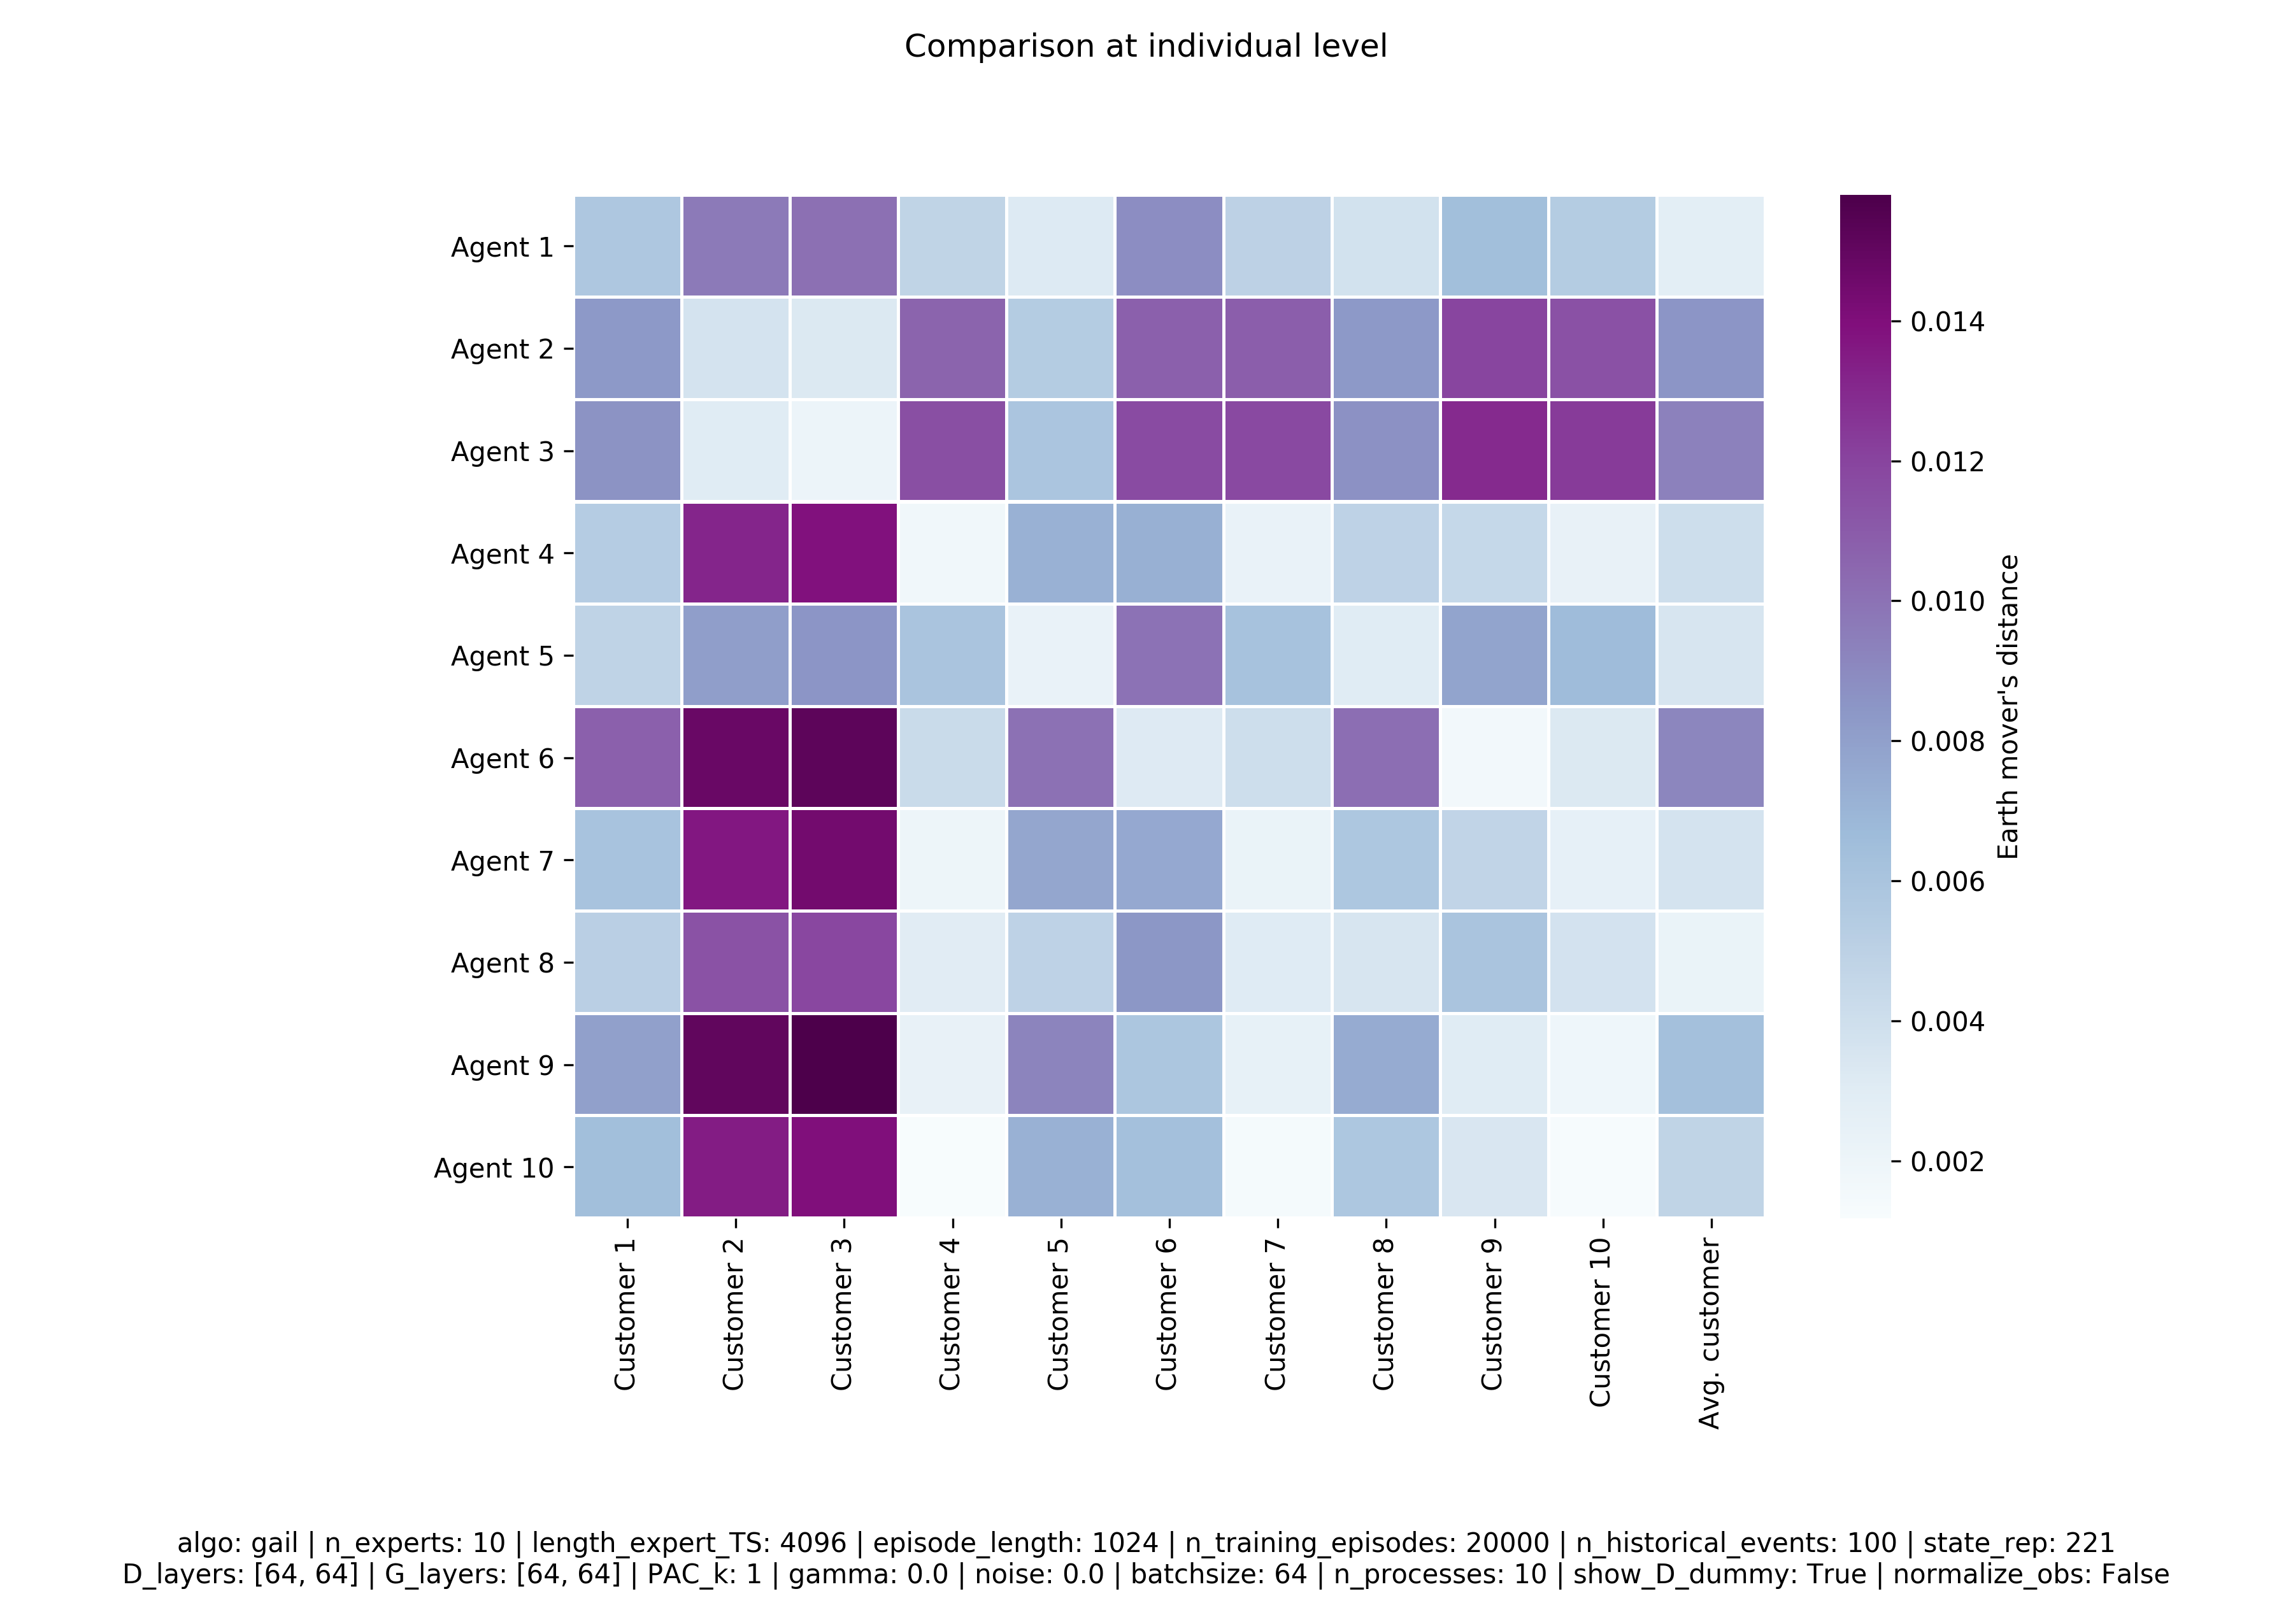 Comparison at individual level
Agent 1
Agent 2
Agent 3
Agent 4
Agent 5
Agent 6
Agent 7
Agent 8
Agent 9
Agent 10
Customer 1
Customer 2
Customer 3
Customer 4
Customer 5
Customer 6
Customer 7
Customer 8
Customer 9
Customer 10
Avg. customer
0.014
0.012
0.010
0.008
0.006
0.004
0.002
Earth mover's distance
algo: gail | n_experts: 10 | length_expert_TS: 4096 | episode_length: 1024 | n_training_episodes: 20000 | n_historical_events: 100 | state_rep: 221
D_layers: [64, 64] | G_layers: [64, 64] | PAC_k: 1 | gamma: 0.0 | noise: 0.0 | batchsize: 64 | n_processes: 10 | show_D_dummy: True | normalize_obs: False